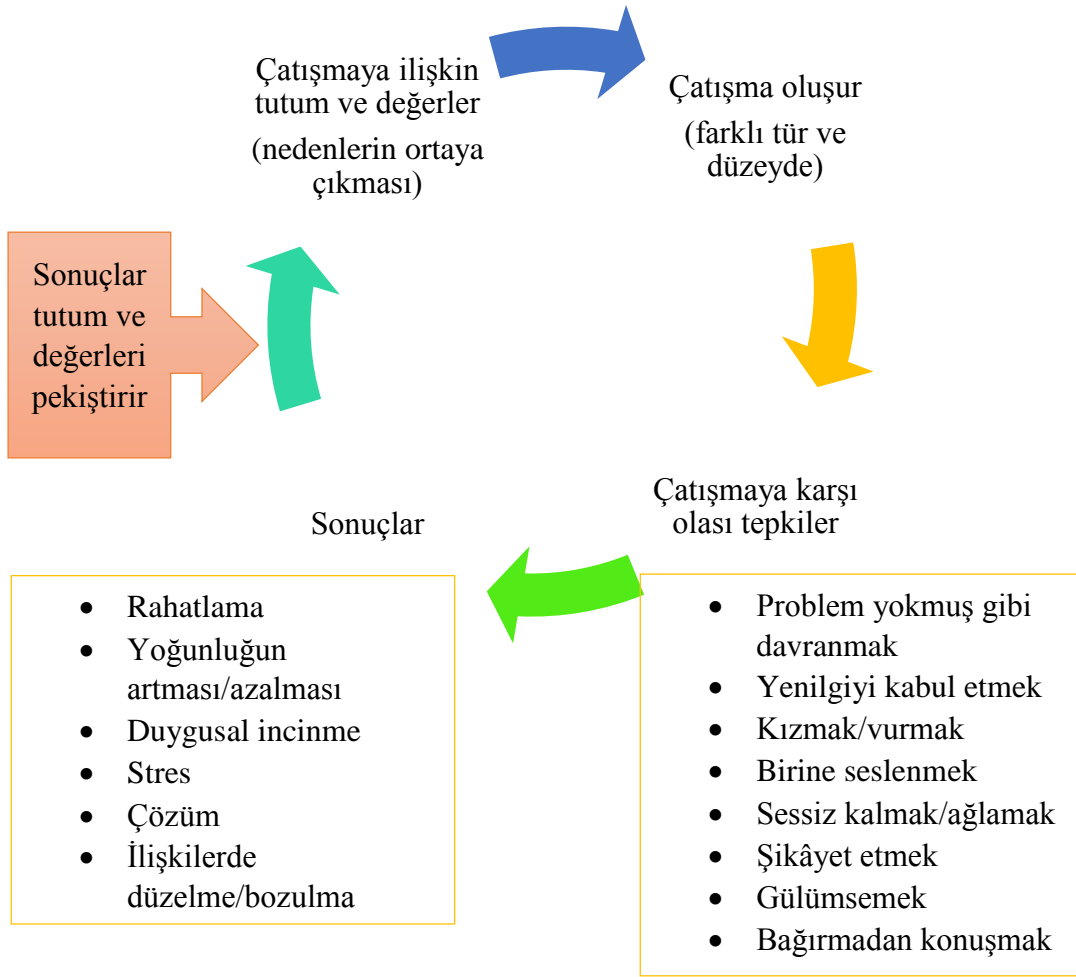 Çatışmaya ilişkin
tutum ve değerler
(nedenlerin ortaya
çıkması)
Çatışma oluşur
(farklı tür ve
düzeyde)
Sonuçlar
tutum ve
değerleri
pekiştirir
Çatışmaya karşı
olası tepkiler
• Problem yokmuş gibi
davranmak
• Yenilgiyi kabul etmek
• Kızmak/vurmak
• Birine seslenmek
• Sessiz kalmak/ağlamak
• Şikâyet etmek
• Gülümsemek
• Bağırmadan konuşmak
Sonuçlar
• Rahatlama
• Yoğunluğun
artması/azalması
• Duygusal incinme
• Stres
• Çözüm
• İlişkilerde
düzelme/bozulma